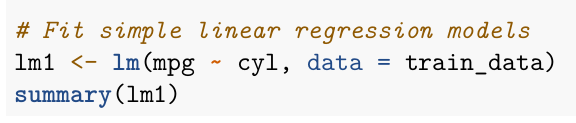 # Fit simple linear regression models
lm1 <- lm(mpg ~ cyl, data = train_data)
summary(lm1)